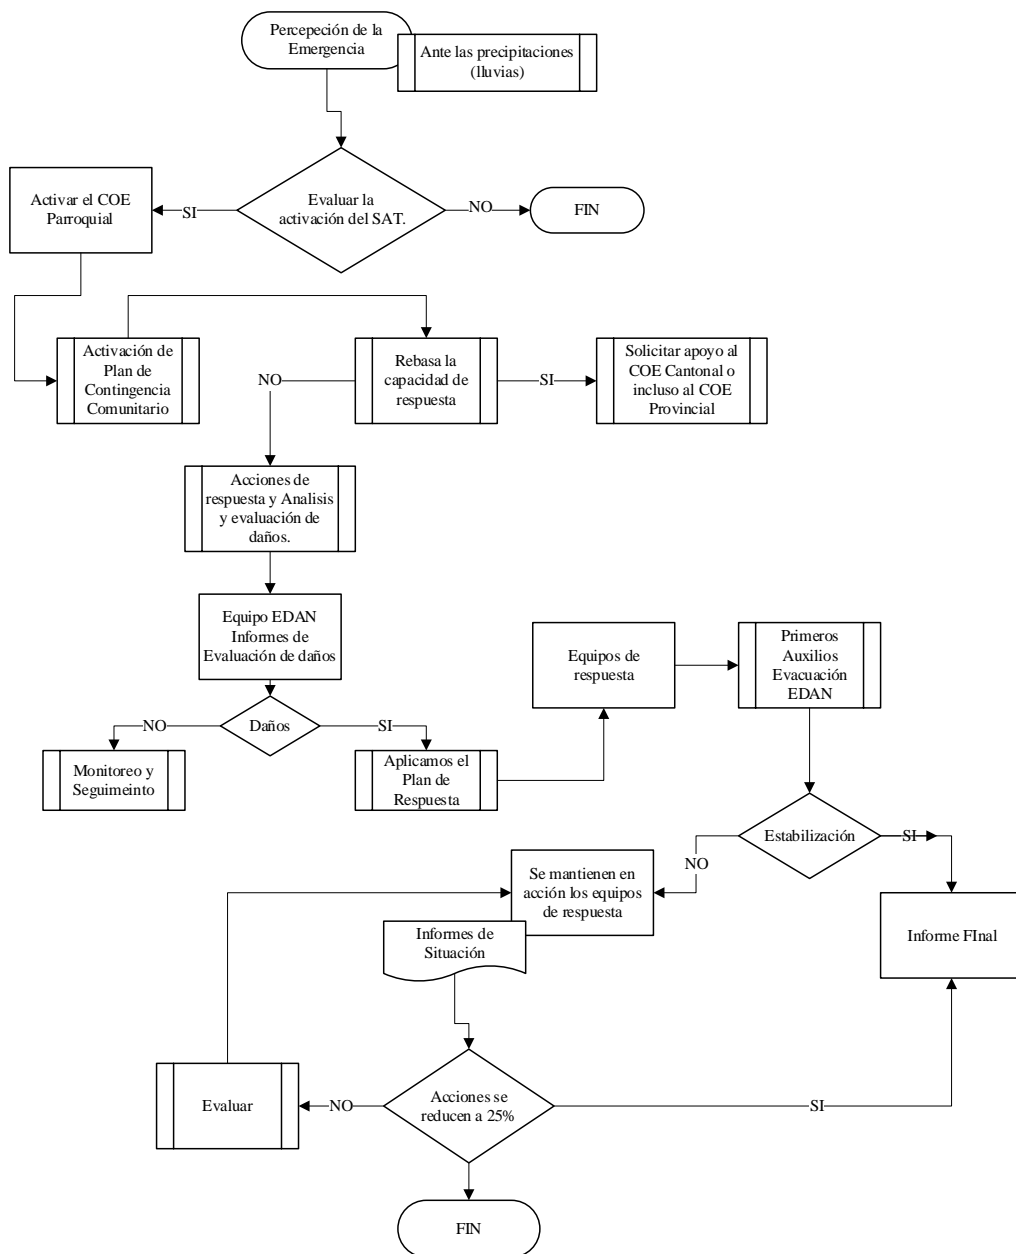 Percepeción de la
Emergencia
Ante las precipitaciones
(lluvias)
Activar el COE
Parroquial
SI
Evaluar la
activación del SAT.
NO
FIN
Activación de
Plan de
Contingencia
Comunitario
NO
Rebasa la
capacidad de
respuesta
SI
Solicitar apoyo al
COE Cantonal o
incluso al COE
Provincial
Acciones de
respuesta y Analisis
y evaluación de
daños.
Equipo EDAN
Informes de
Evaluación de daños
Equipos de
respuesta
Primeros
Auxilios
Evacuación
EDAN
NO
Daños
SI
Monitoreo y
Seguimeinto
Aplicamos el
Plan de
Respuesta
Estabilización
SI
NO
Se mantienen en
acción los equipos
de respuesta
Informes de
Situación
Informe FInal
Evaluar
NO
Acciones se
reducen a 25%
SI
FIN